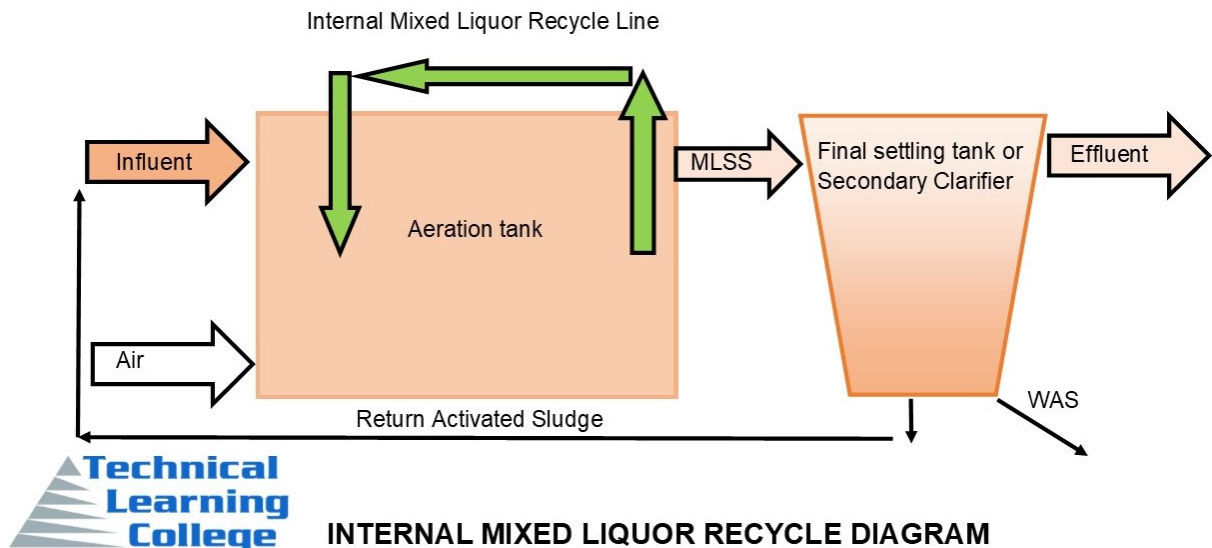 Internal Mixed Liquor Recycle Line
Influent
MLSS
Final settling tank or
Secondary Clarifier
Effluent
Aeration tank
Air
WAS
Return Activated Sludge
Technical
Learning
College
INTERNAL MIXED LIQUOR RECYCLE DIAGRAM